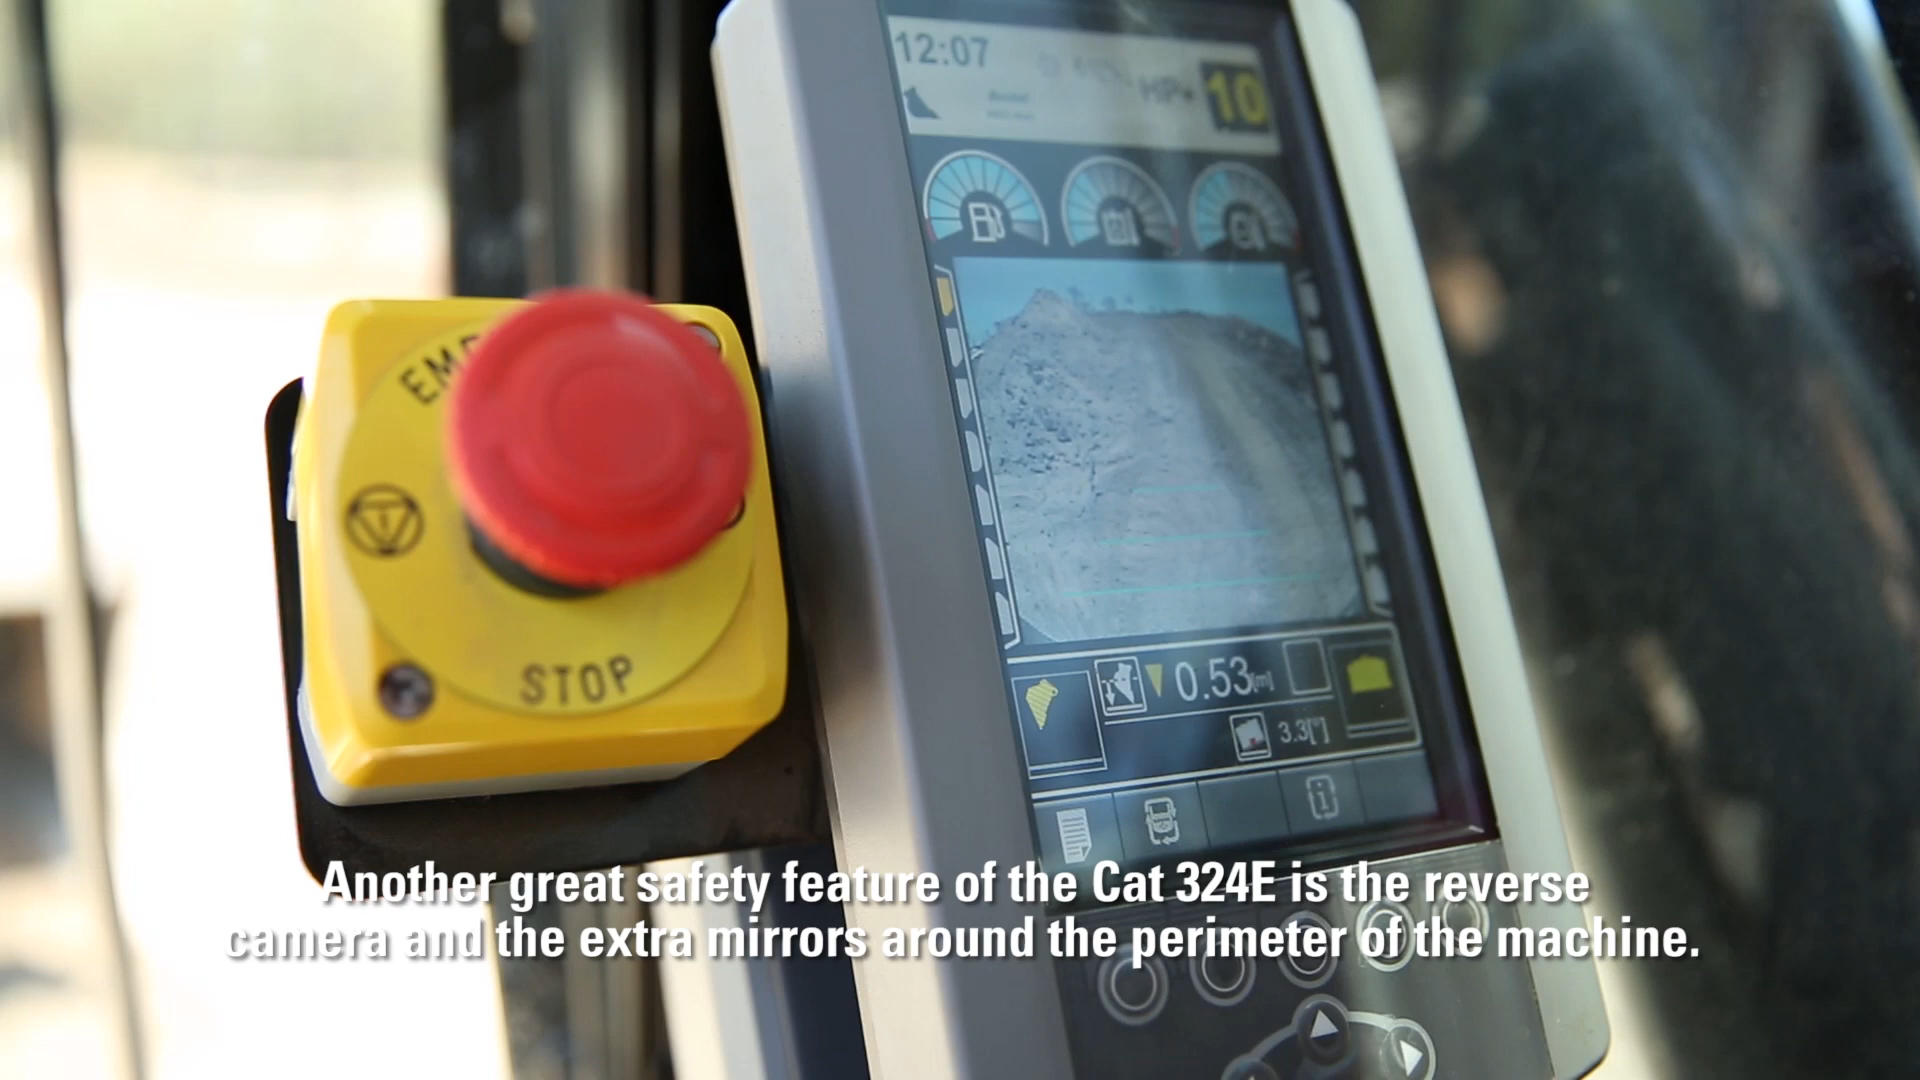 12:07
HP+ 10
STOP
0.53[m]
3.3[°]
Another great safety feature of the Cat 324E is the reverse
camera and the extra mirrors around the perimeter of the machine.